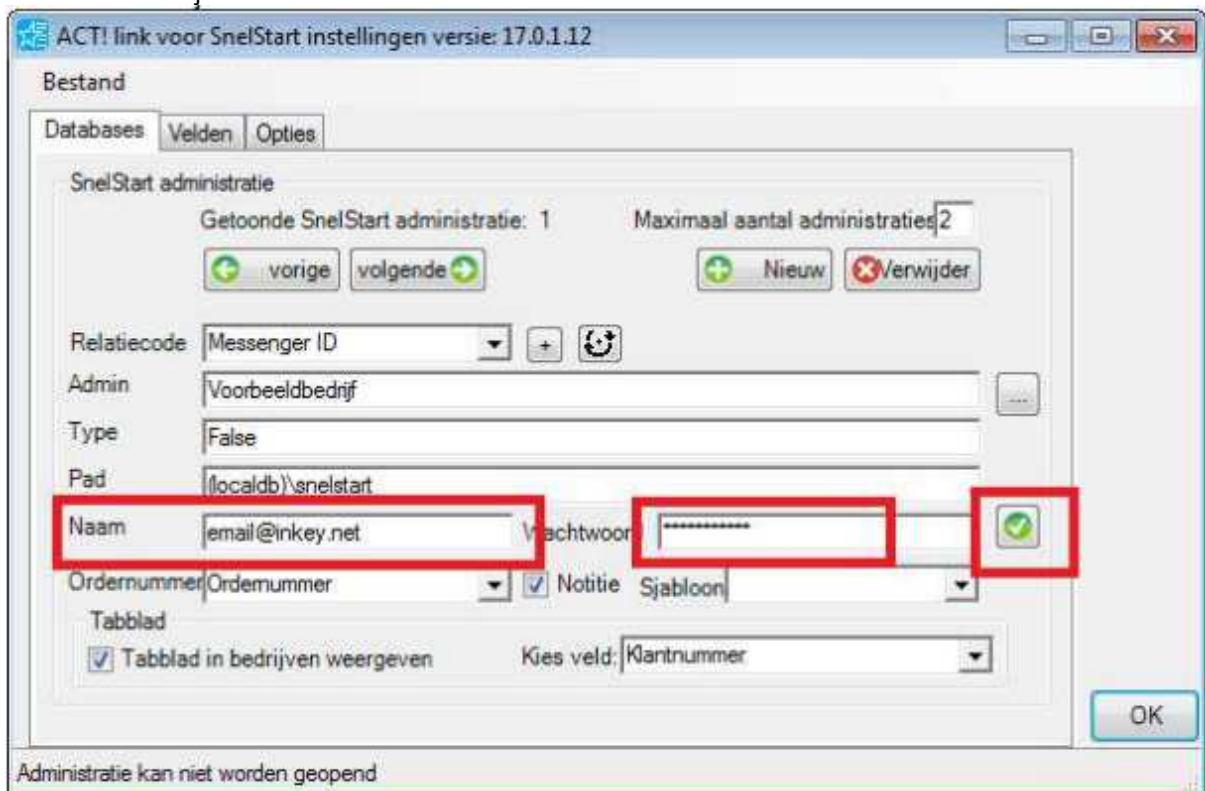 ACT! link voor SnelStart instellingen versie: 17.0.1.12
Bestand
Databases Velden Opties
SnelStart administratie
Getoonde SnelStart administratie: 1 Maximaal aantal administraties 2
vorige volgende Nieuw Verwijder
Relatiecode Messenger ID +
Admin Voorbeeldbedrijf ...
Type False
Pad (localdb)\snelstart
Naam email@inkey.net Wachtwoor ***********
Ordernummer Ordernummer Notitie Sjabloon
Tabblad
Tabblad in bedrijven weergeven Kies veld: Klantnummer
OK
Administratie kan niet worden geopend